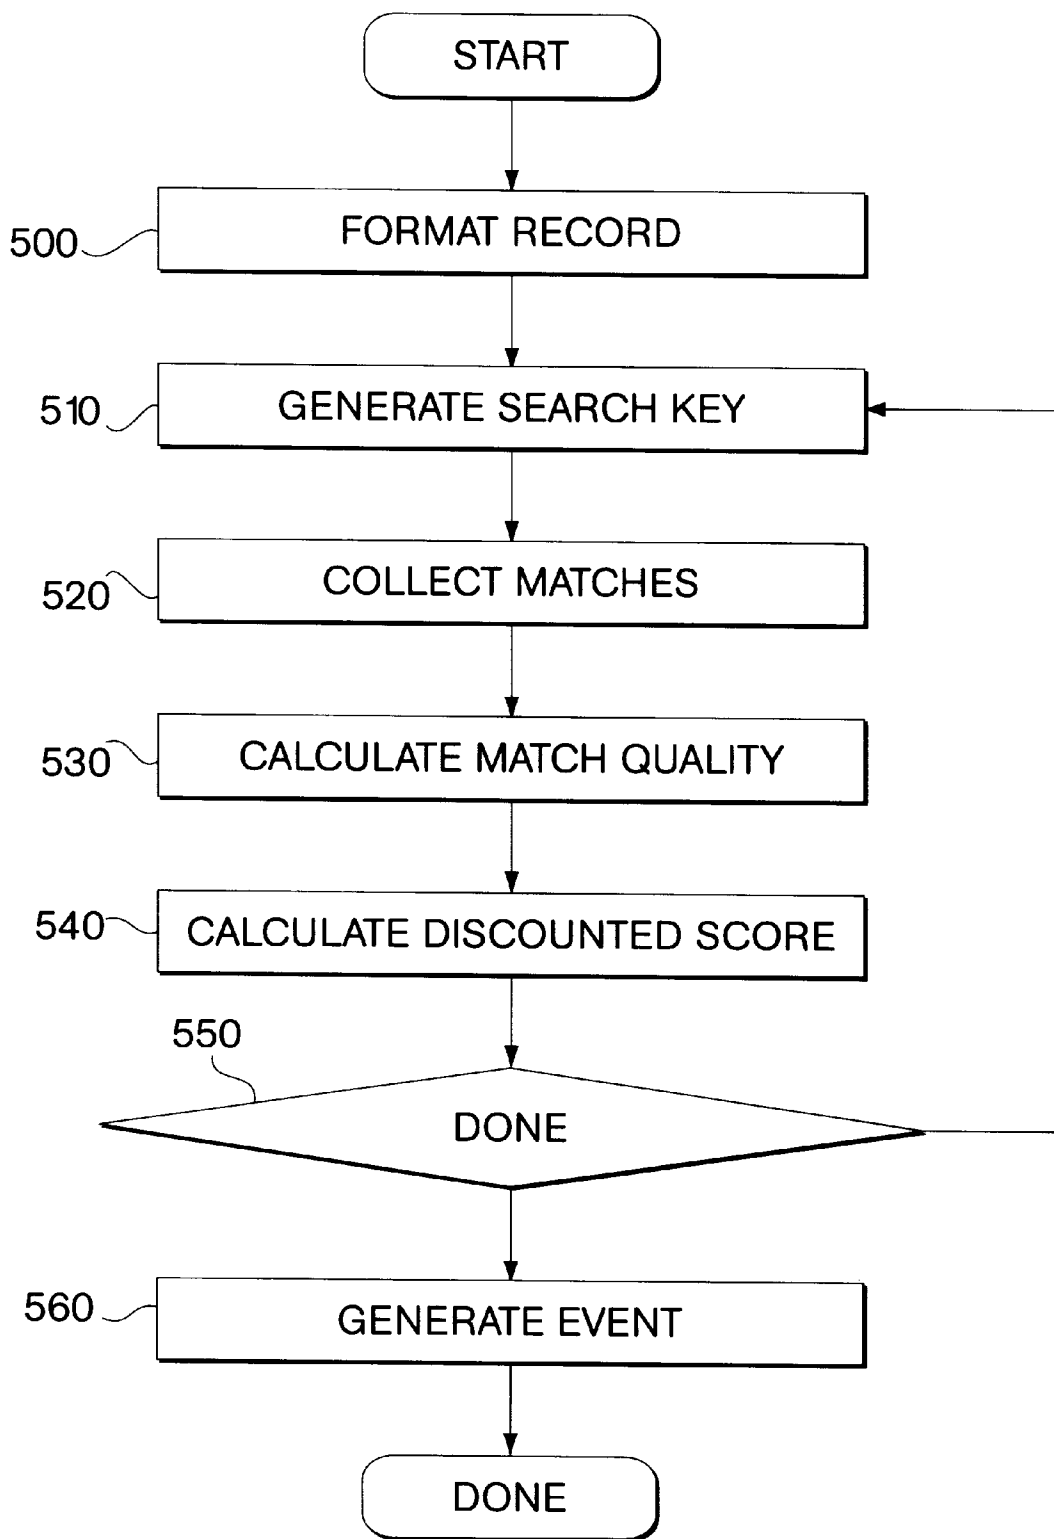 START
FORMAT RECORD
500
GENERATE SEARCH KEY
510
COLLECT MATCHES
520
CALCULATE MATCH QUALITY
530
CALCULATE DISCOUNTED SCORE
540
550
DONE
GENERATE EVENT
560
DONE